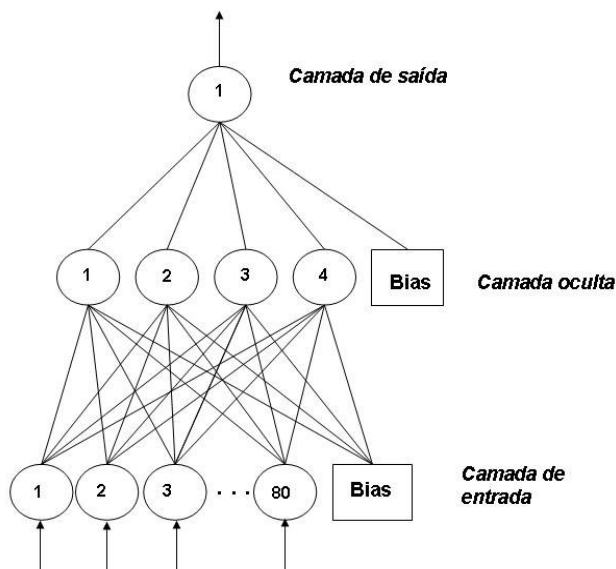 1
Camada de saída
1
2
3
4
Bias
Camada oculta
1
2
3
. . .
80
Bias
Camada de
entrada